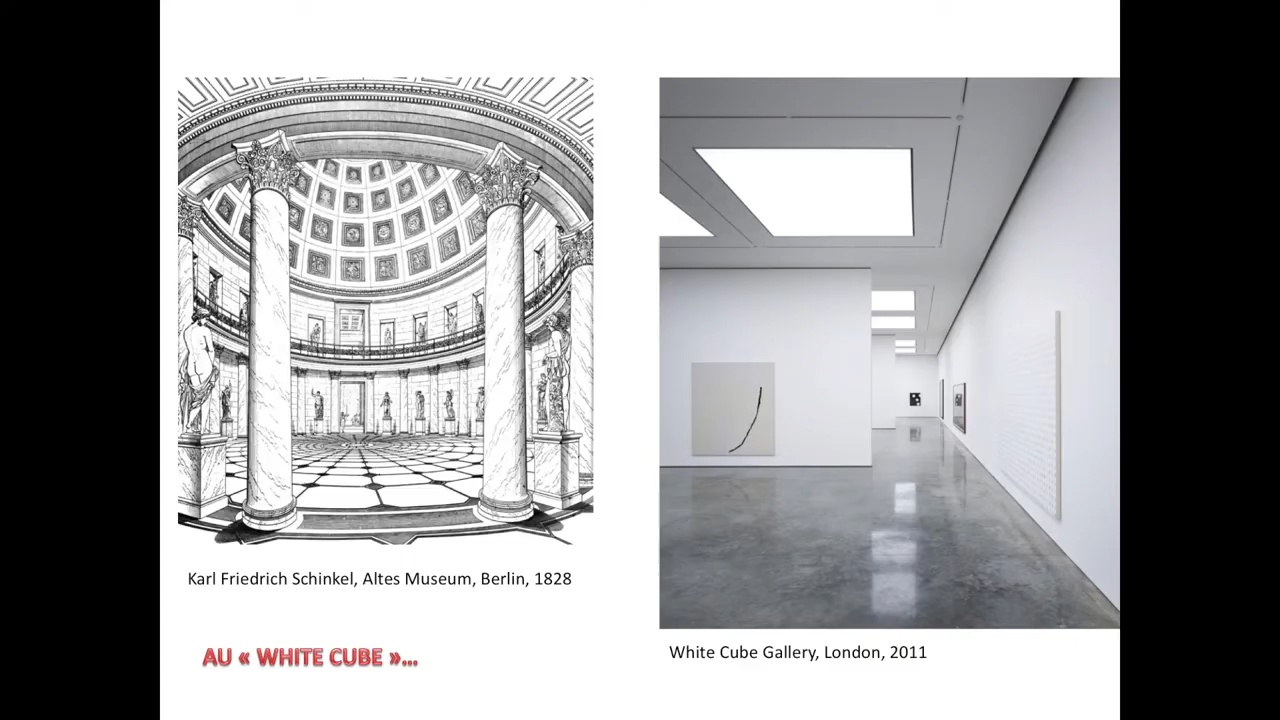 Karl Friedrich Schinkel, Altes Museum, Berlin, 1828
AU « WHITE CUBE »...
White Cube Gallery, London, 2011